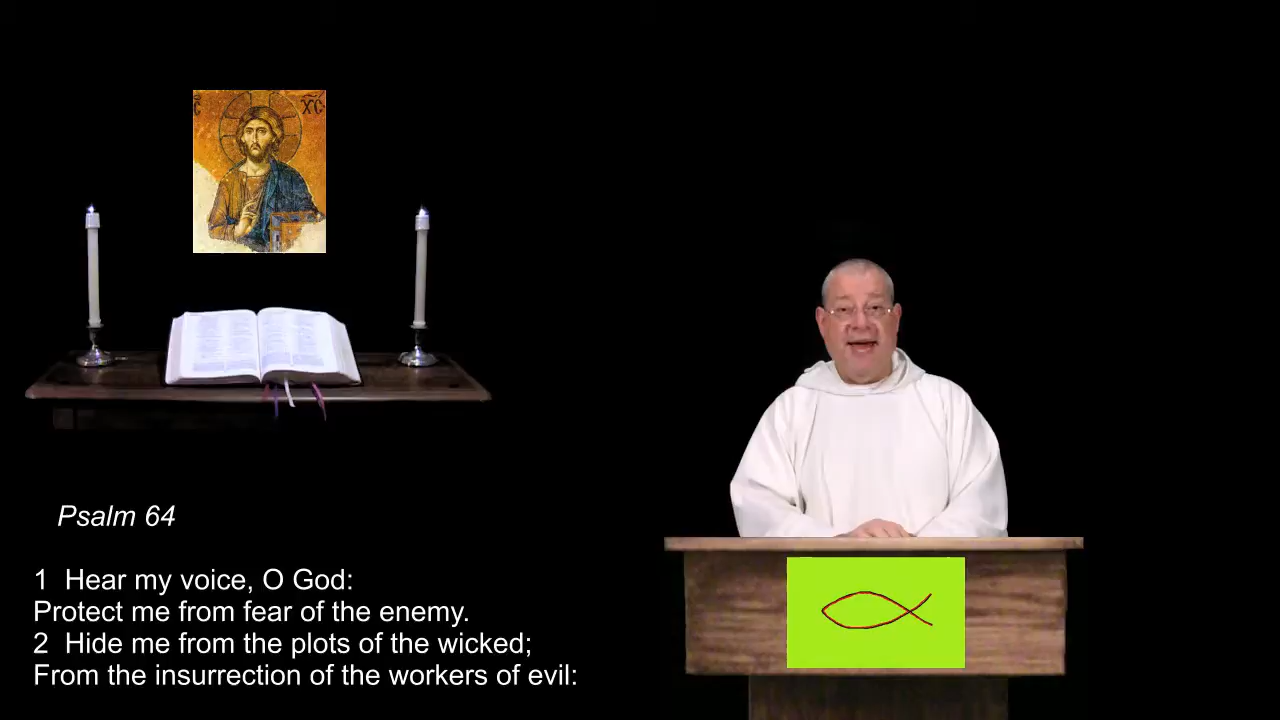 XC
Psalm 64
1 Hear my voice, O God:
Protect me from fear of the enemy.
2 Hide me from the plots of the wicked;
From the insurrection of the workers of evil: